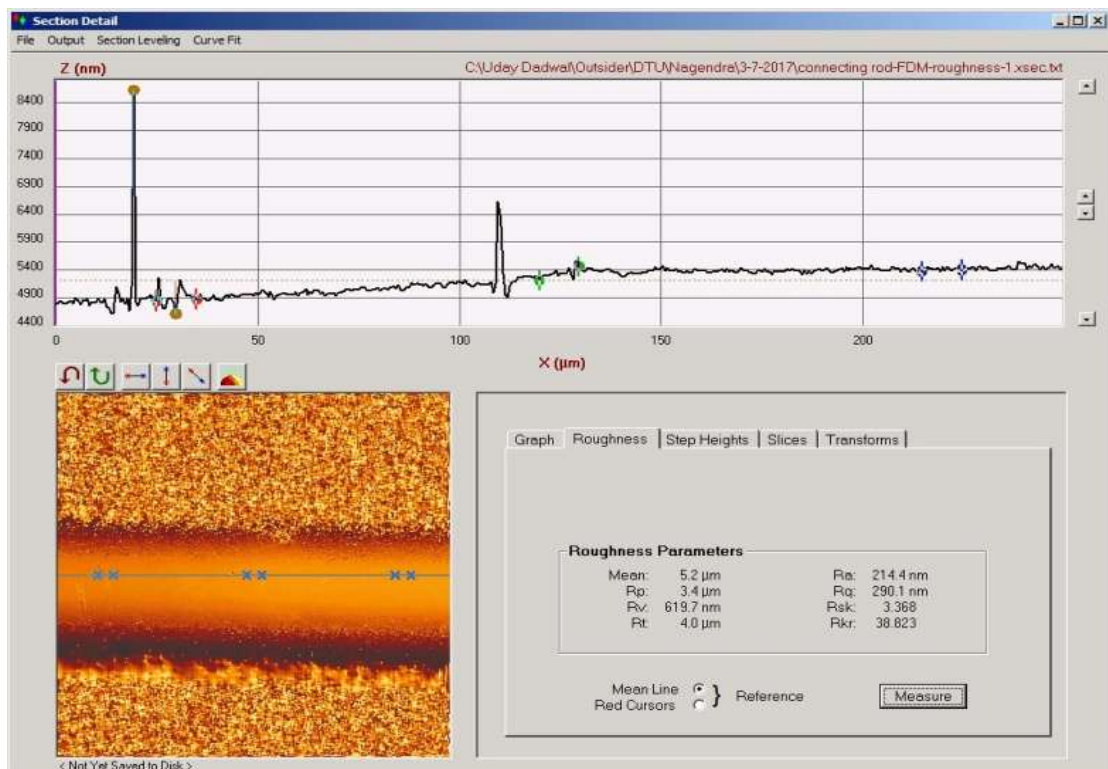 Section Detail
File Output Section Leveling Curve Fit
Z (nm) C:\Uday Dadwal\Outsider\DTU\Nagendra\3-7-2017\connecting rod-FDM-roughness-1.xsec.txt
8400
7900
7400
6900
6400
5900
5400
4900
4400
0 50 100 150 200
X (µm)
Graph Roughness Step Heights Slices Transforms
Roughness Parameters
Mean: 5.2 µm Ra: 214.4 nm
Rp: 3.4 µm Rq: 290.1 nm
Rv: 619.7 nm Rsk: 3.368
Rt: 4.0 µm Rkr: 38.823
Mean Line
Red Cursors } Reference Measure
< Not Yet Saved to Disk >